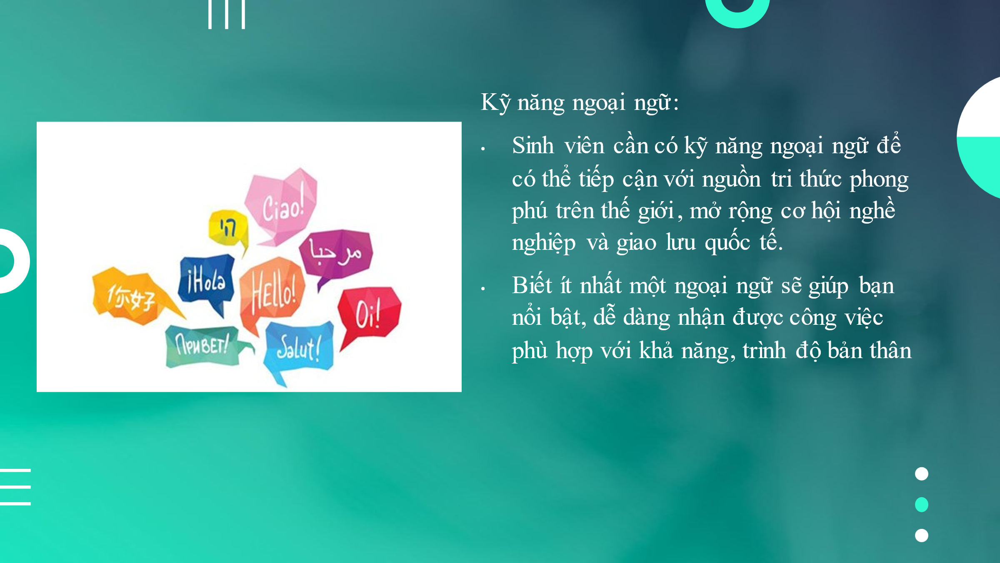 Ciao!
הי
مرحبا
¡Hola
Hello!
你好
Oi!
Привет!
Salut!
Kỹ năng ngoại ngữ:
• Sinh viên cần có kỹ năng ngoại ngữ để
có thể tiếp cận với nguồn tri thức phong
phú trên thế giới, mở rộng cơ hội nghề
nghiệp và giao lưu quốc tế.
• Biết ít nhất một ngoại ngữ sẽ giúp bạn
nổi bật, dễ dàng nhận được công việc
phù hợp với khả năng, trình độ bản thân